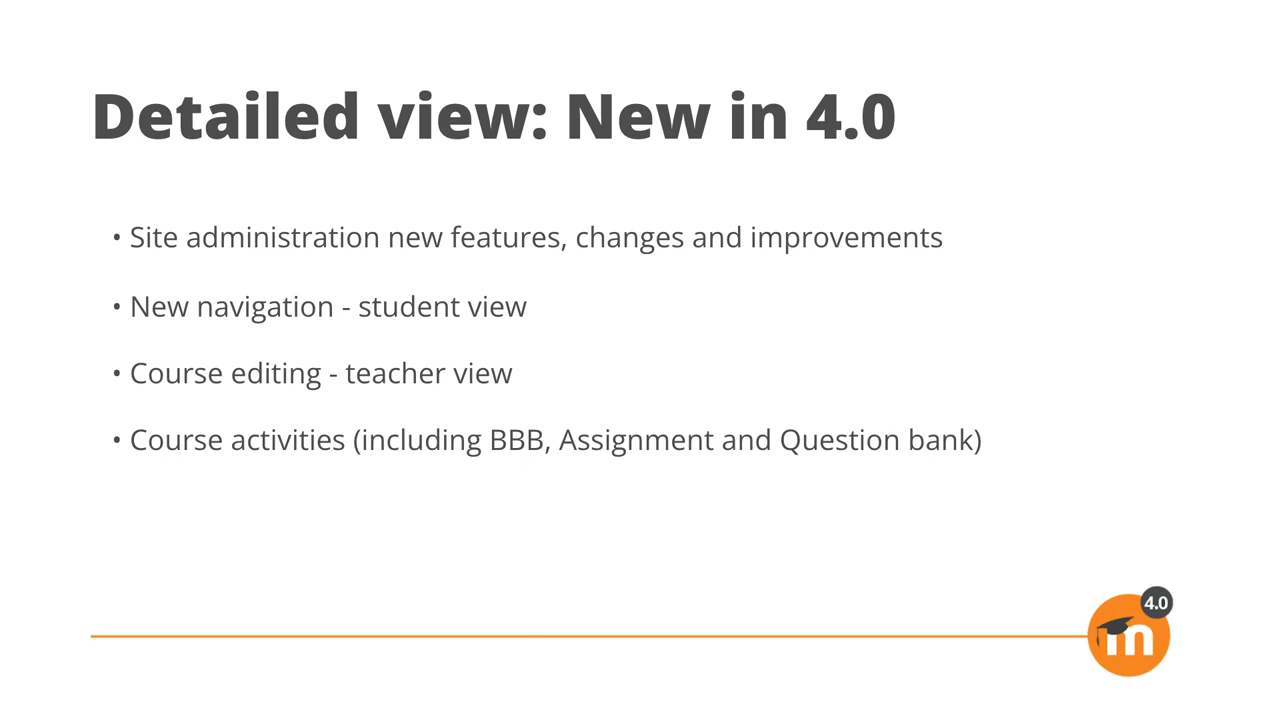 Detailed view: New in 4.0
• Site administration new features, changes and improvements
• New navigation - student view
• Course editing - teacher view
• Course activities (including BBB, Assignment and Question bank)
4.0
m